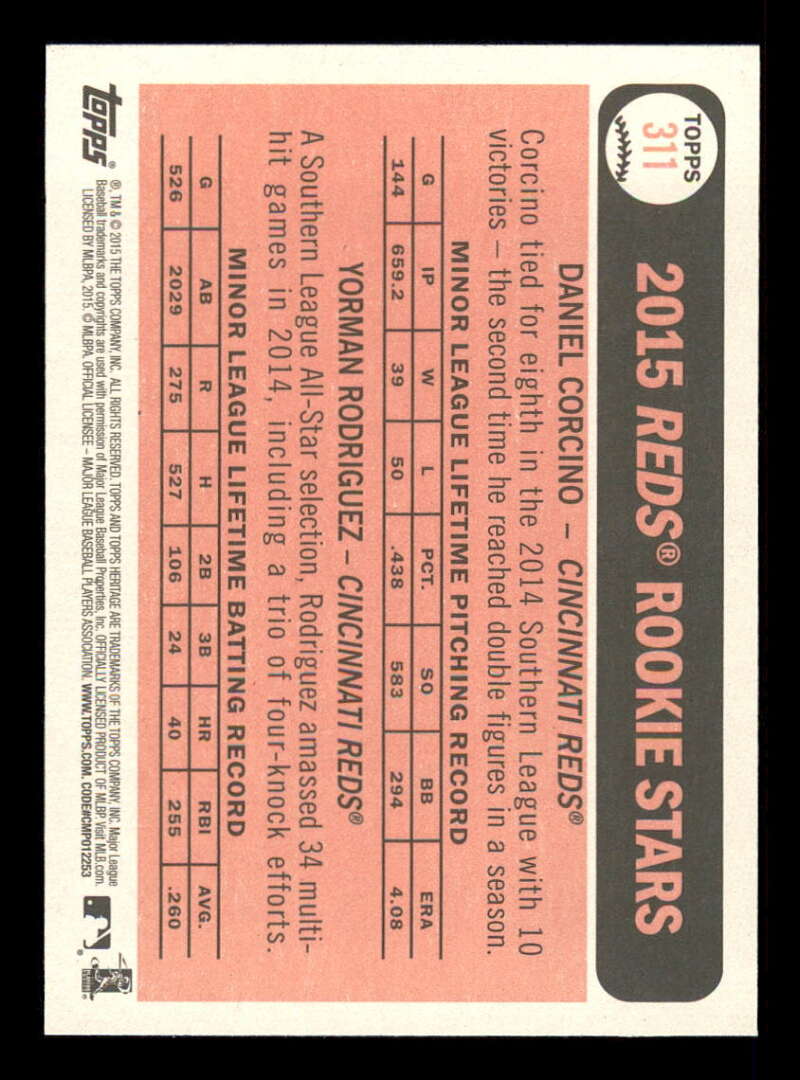 TOPPS
311
2015 REDS® ROOKIE STARS
DANIEL CORCINO – CINCINNATI REDS®
Corcino tied for eighth in the 2014 Southern League with 10
victories – the second time he reached double figures in a season.
MINOR LEAGUE LIFETIME PITCHING RECORD
G IP W L PCT. SO BB ERA
144 659.2 39 50 .438 583 294 4.08
YORMAN RODRIGUEZ – CINCINNATI REDS®
A Southern League All-Star selection, Rodriguez amassed 34 multi-
hit games in 2014, including a trio of four-knock efforts.
MINOR LEAGUE LIFETIME BATTING RECORD
G AB R H 2B 3B HR RBI AVG.
526 2029 275 527 106 24 40 255 .260
topps®
®, TM & © 2015 THE TOPPS COMPANY, INC. ALL RIGHTS RESERVED. TOPPS AND TOPPS HERITAGE ARE TRADEMARKS OF THE TOPPS COMPANY, INC. Major League
Baseball trademarks and copyrights are used with permission of Major League Baseball Properties, Inc. OFFICIALLY LICENSED PRODUCT OF MLBP. Visit MLB.com.
LICENSED BY MLBPA, 2015. © MLBPA. OFFICIAL LICENSEE – MAJOR LEAGUE BASEBALL PLAYERS ASSOCIATION. WWW.TOPPS.COM. CODE#CMP012253